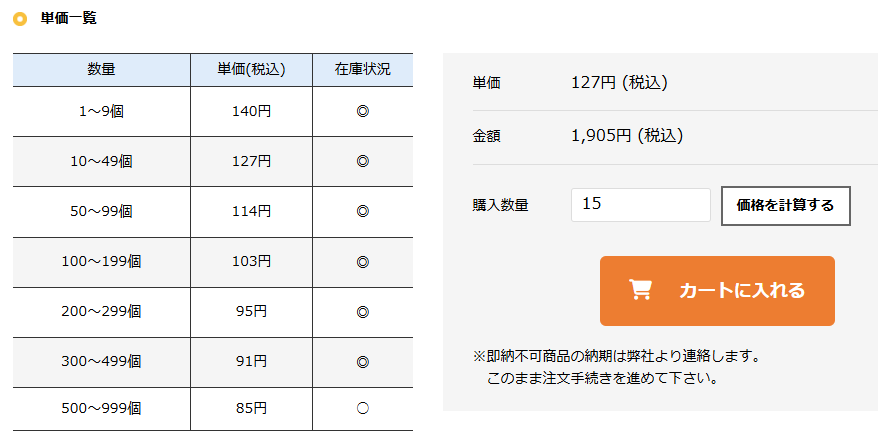 単価一覧
数量 単価(税込) 在庫状況
1～9個 140円 ◎
10～49個 127円 ◎
50～99個 114円 ◎
100～199個 103円 ◎
200～299個 95円 ◎
300～499個 91円 ◎
500～999個 85円 ○
単価 127円 (税込)
金額 1,905円 (税込)
購入数量 15 価格を計算する
カートに入れる
※即納不可商品の納期は弊社より連絡します。
このまま注文手続きを進めて下さい。